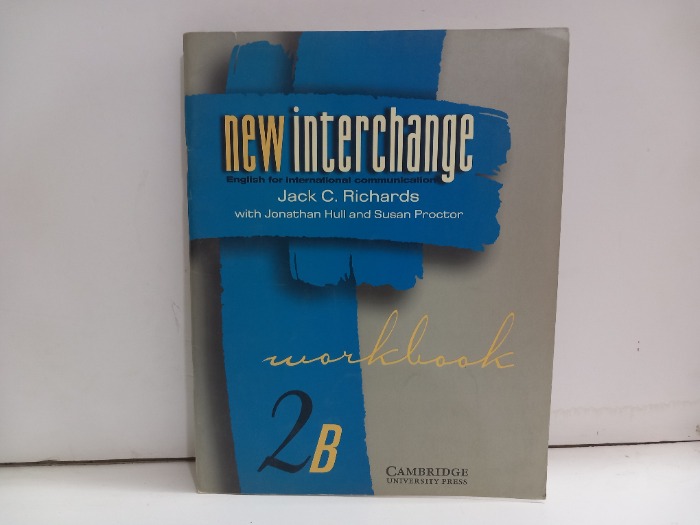 new interchange
English for international communication
Jack C. Richards
with Jonathan Hull and Susan Proctor
workbook
2B
CAMBRIDGE
UNIVERSITY PRESS